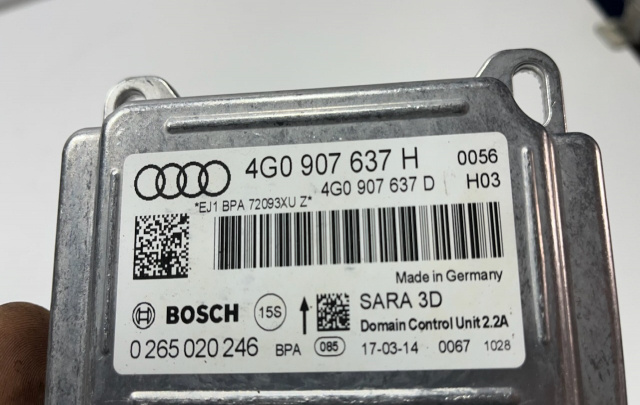 4G0 907 637 H 0056
4G0 907 637 D H03
*EJ1 BPA 72093XU Z*
Made in Germany
BOSCH 15S SARA 3D
Domain Control Unit 2.2A
0 265 020 246 BPA 085 17-03-14 0067 1028